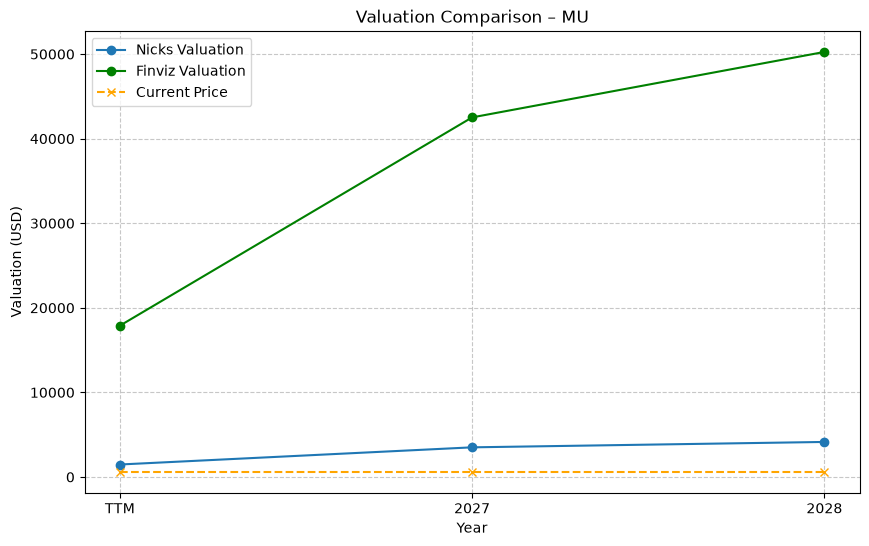 Valuation Comparison – MU
Nicks Valuation
Finviz Valuation
Current Price
Valuation (USD)
50000
40000
30000
20000
10000
0
TTM
2027
2028
Year